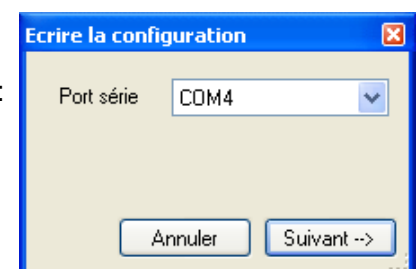 Ecrire la configuration
: Port série COM4
Annuler Suivant -->